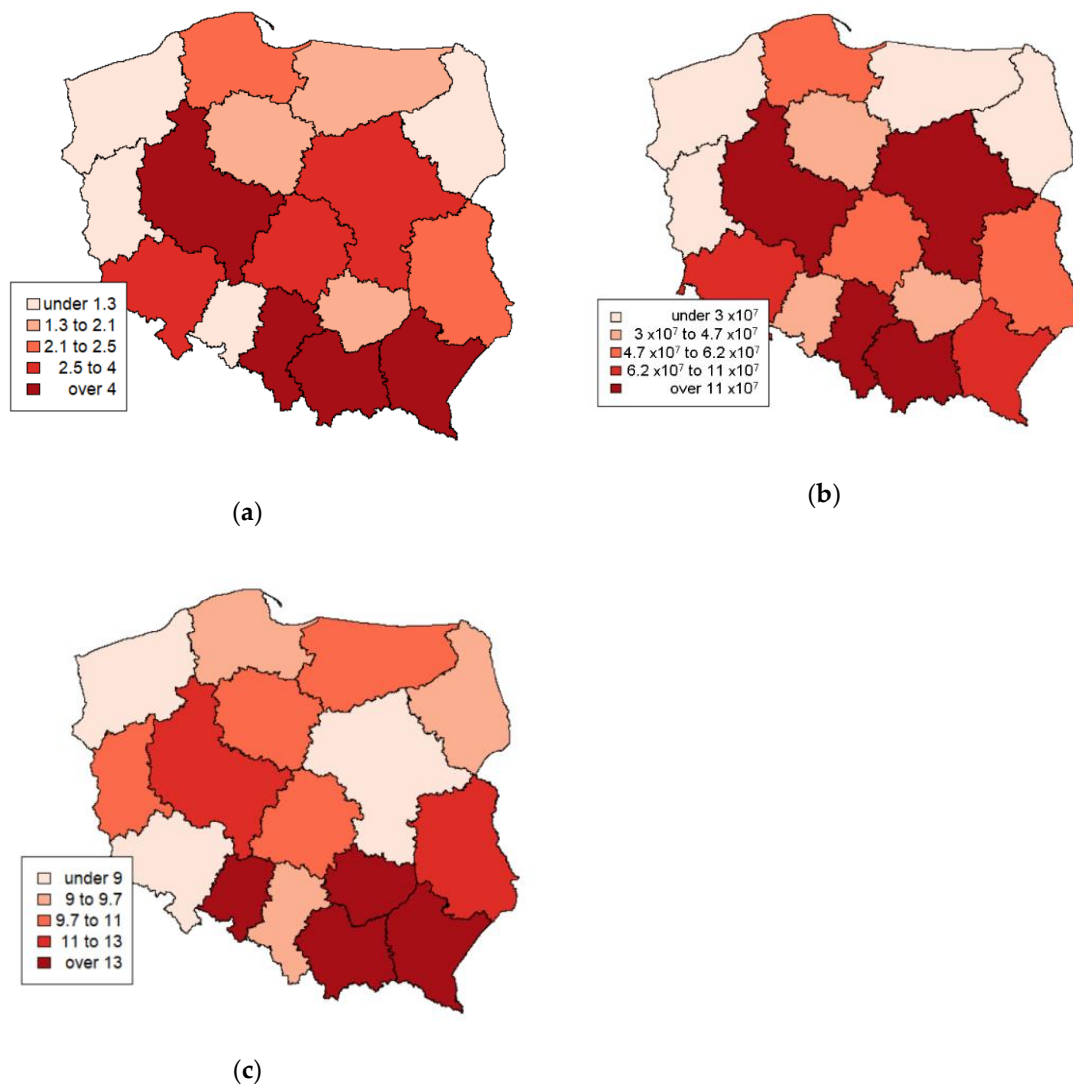 under 1.3
1.3 to 2.1
2.1 to 2.5
2.5 to 4
over 4
(a)
under 3 x10⁷
3 x10⁷ to 4.7 x10⁷
4.7 x10⁷ to 6.2 x10⁷
6.2 x10⁷ to 11 x10⁷
over 11 x10⁷
(b)
under 9
9 to 9.7
9.7 to 11
11 to 13
over 13
(c)